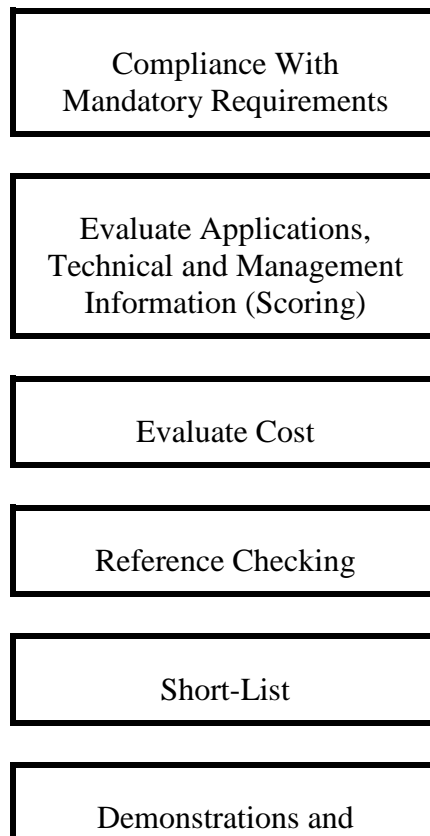 Compliance With
Mandatory Requirements
Evaluate Applications,
Technical and Management
Information (Scoring)
Evaluate Cost
Reference Checking
Short-List
Demonstrations and